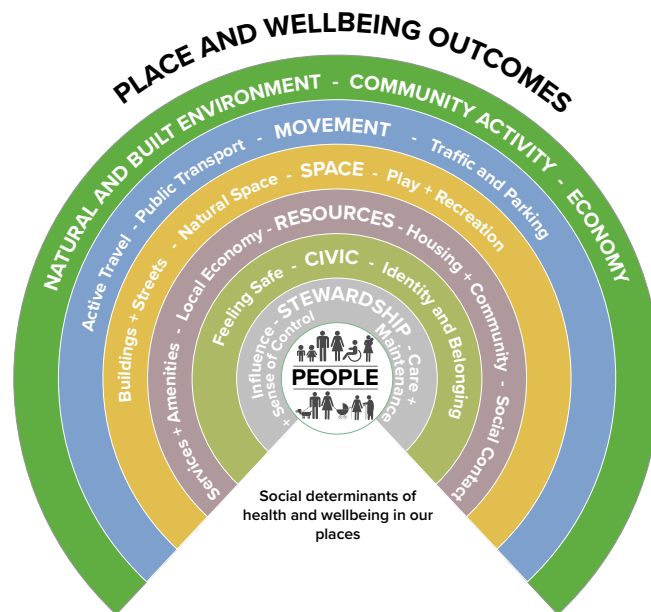 PLACE AND WELLBEING OUTCOMES
NATURAL AND BUILT ENVIRONMENT - COMMUNITY ACTIVITY - ECONOMY
Active Travel - Public Transport - MOVEMENT - Traffic and Parking
Buildings + Streets - Natural Space - SPACE - Play + Recreation
Services + Amenities - Local Economy - RESOURCES - Housing + Community - Social Contact
Feeling Safe - CIVIC - Identity and Belonging
Influence - STEWARDSHIP - Care +
+ Sense of Control
Maintenance
PEOPLE
Social determinants of
health and wellbeing in our
places